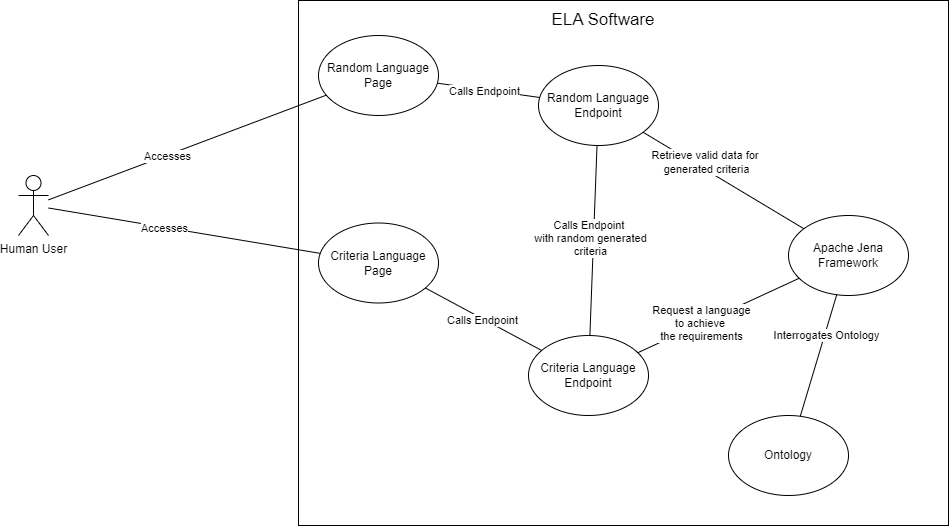 ELA Software
Random Language
Page
Calls Endpoint
Random Language
Endpoint
Accesses
Retrieve valid data for
generated criteria
Human User
Accesses
Criteria Language
Page
Calls Endpoint
with random generated
criteria
Apache Jena
Framework
Calls Endpoint
Request a language
to achieve
the requirements
Interrogates Ontology
Criteria Language
Endpoint
Ontology